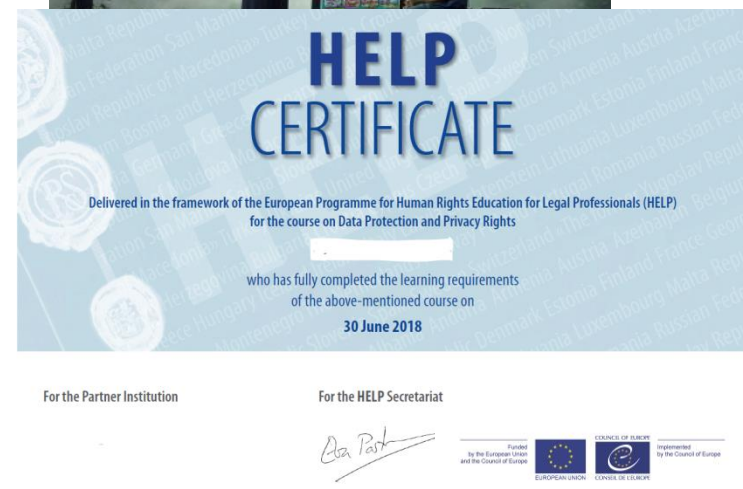 HELP
CERTIFICATE
Delivered in the framework of the European Programme for Human Rights Education for Legal Professionals (HELP)
for the course on Data Protection and Privacy Rights
who has fully completed the learning requirements
of the above-mentioned course on
30 June 2018
For the Partner Institution
For the HELP Secretariat
Funded
by the European Union
and the Council of Europe
EUROPEAN UNION
COUNCIL OF EUROPE
CONSEIL DE L'EUROPE
Implemented
by the Council of Europe